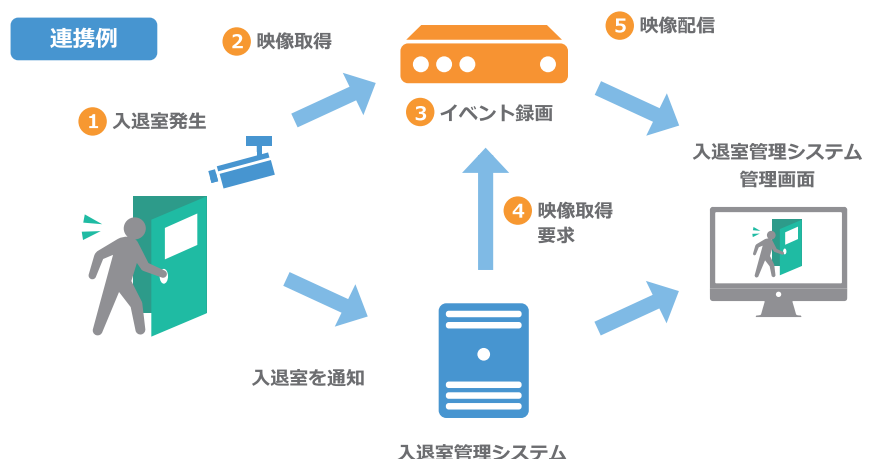 連携例
1 入退室発生
2 映像取得
3 イベント録画
4 映像取得
要求
5 映像配信
入退室管理システム
管理画面
入退室を通知
入退室管理システム